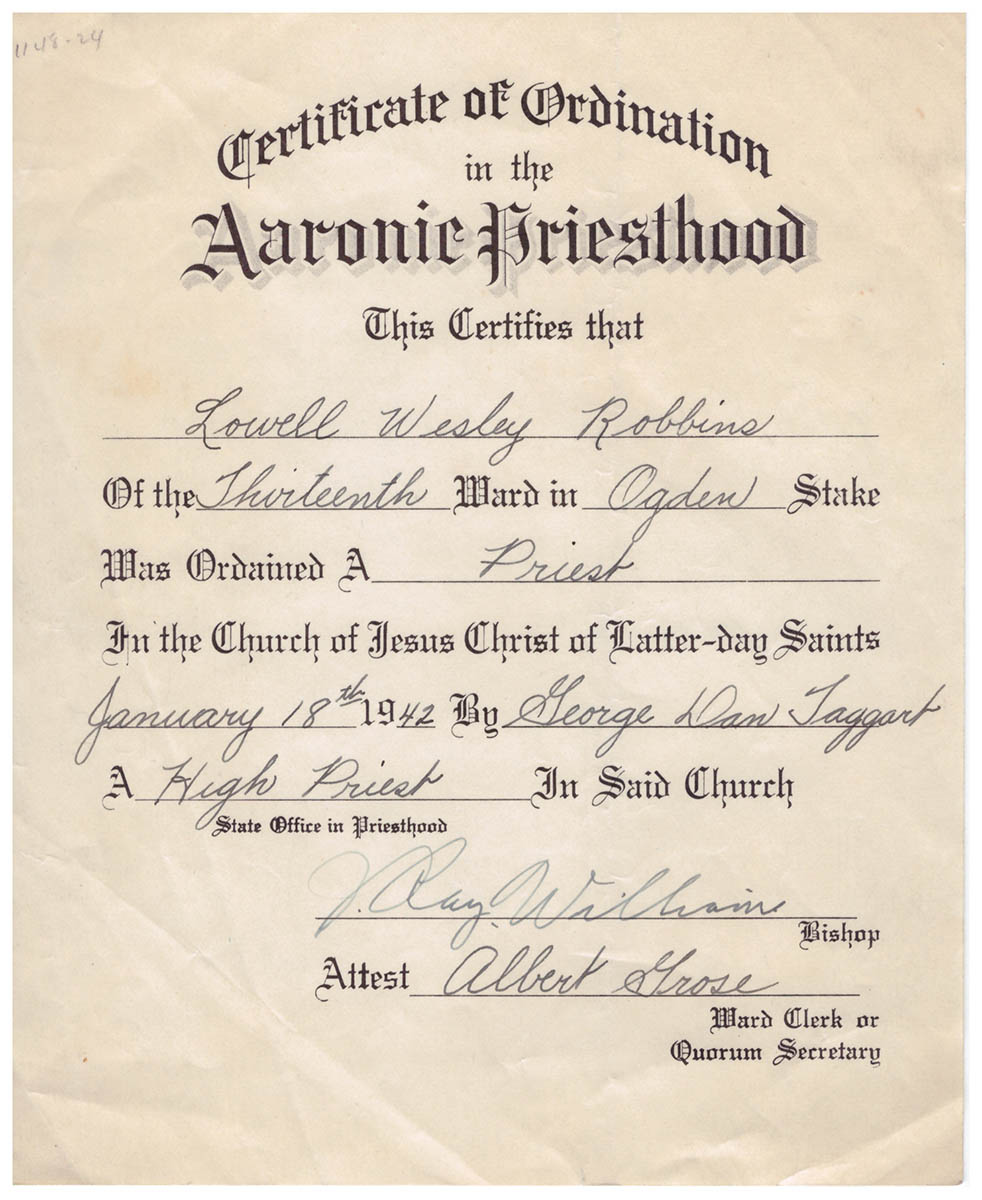 1148-24
Certificate of Ordination
in the
Aaronic Priesthood
This Certifies that
Lowell Wesley Robbins
Of the Thirteenth Ward in Ogden Stake
Was Ordained A Priest
In the Church of Jesus Christ of Latter-day Saints
January 18th 1942 By George Dan Taggart
A High Priest In Said Church
State Office in Priesthood
J. Ray Williams
Bishop
Attest Albert Grose
Ward Clerk or
Quorum Secretary